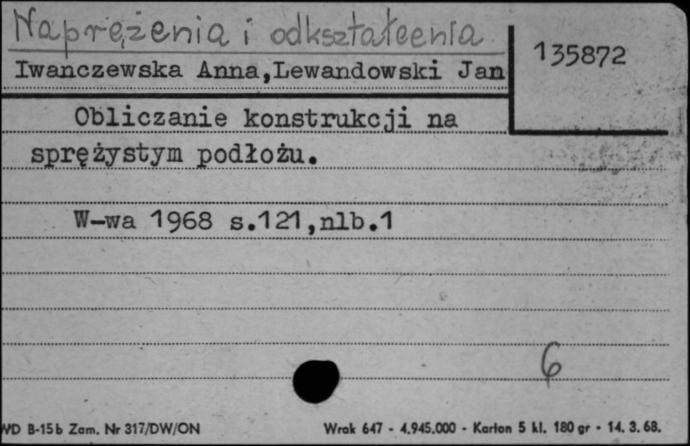 Naprężenia i odkształcenia
135872
Iwanczewska Anna,Lewandowski Jan
Obliczanie konstrukcji na
sprężystym podłożu.
W-wa 1968 s.121,nlb.1
6
WD B-15b Zam. Nr 317/DW/ON Wrak 647 - 4.945.000 - Karton 5 kl. 180 gr - 14. 3. 68.